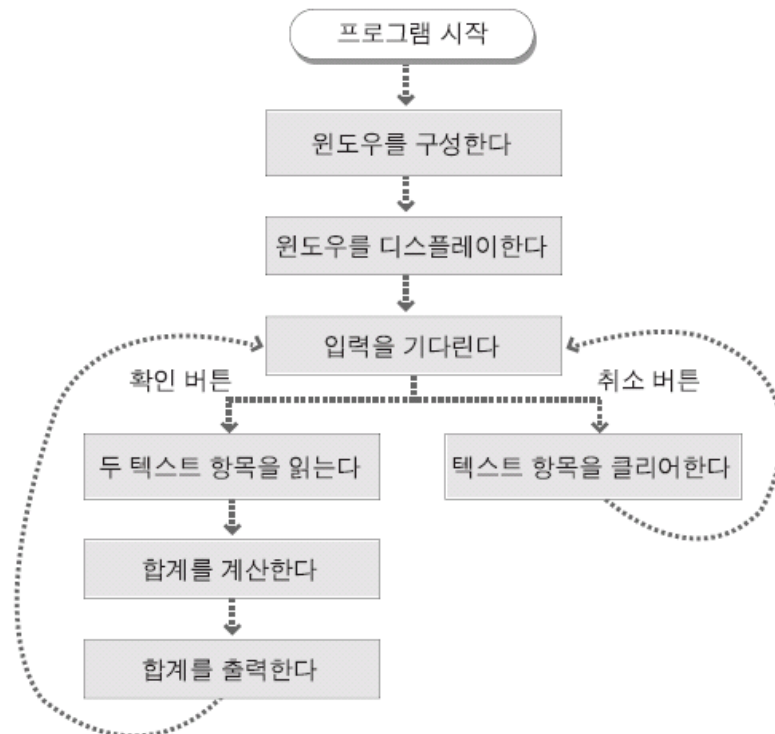 프로그램 시작
윈도우를 구성한다
윈도우를 디스플레이한다
입력을 기다린다
확인 버튼
취소 버튼
두 텍스트 항목을 읽는다
텍스트 항목을 클리어한다
합계를 계산한다
합계를 출력한다